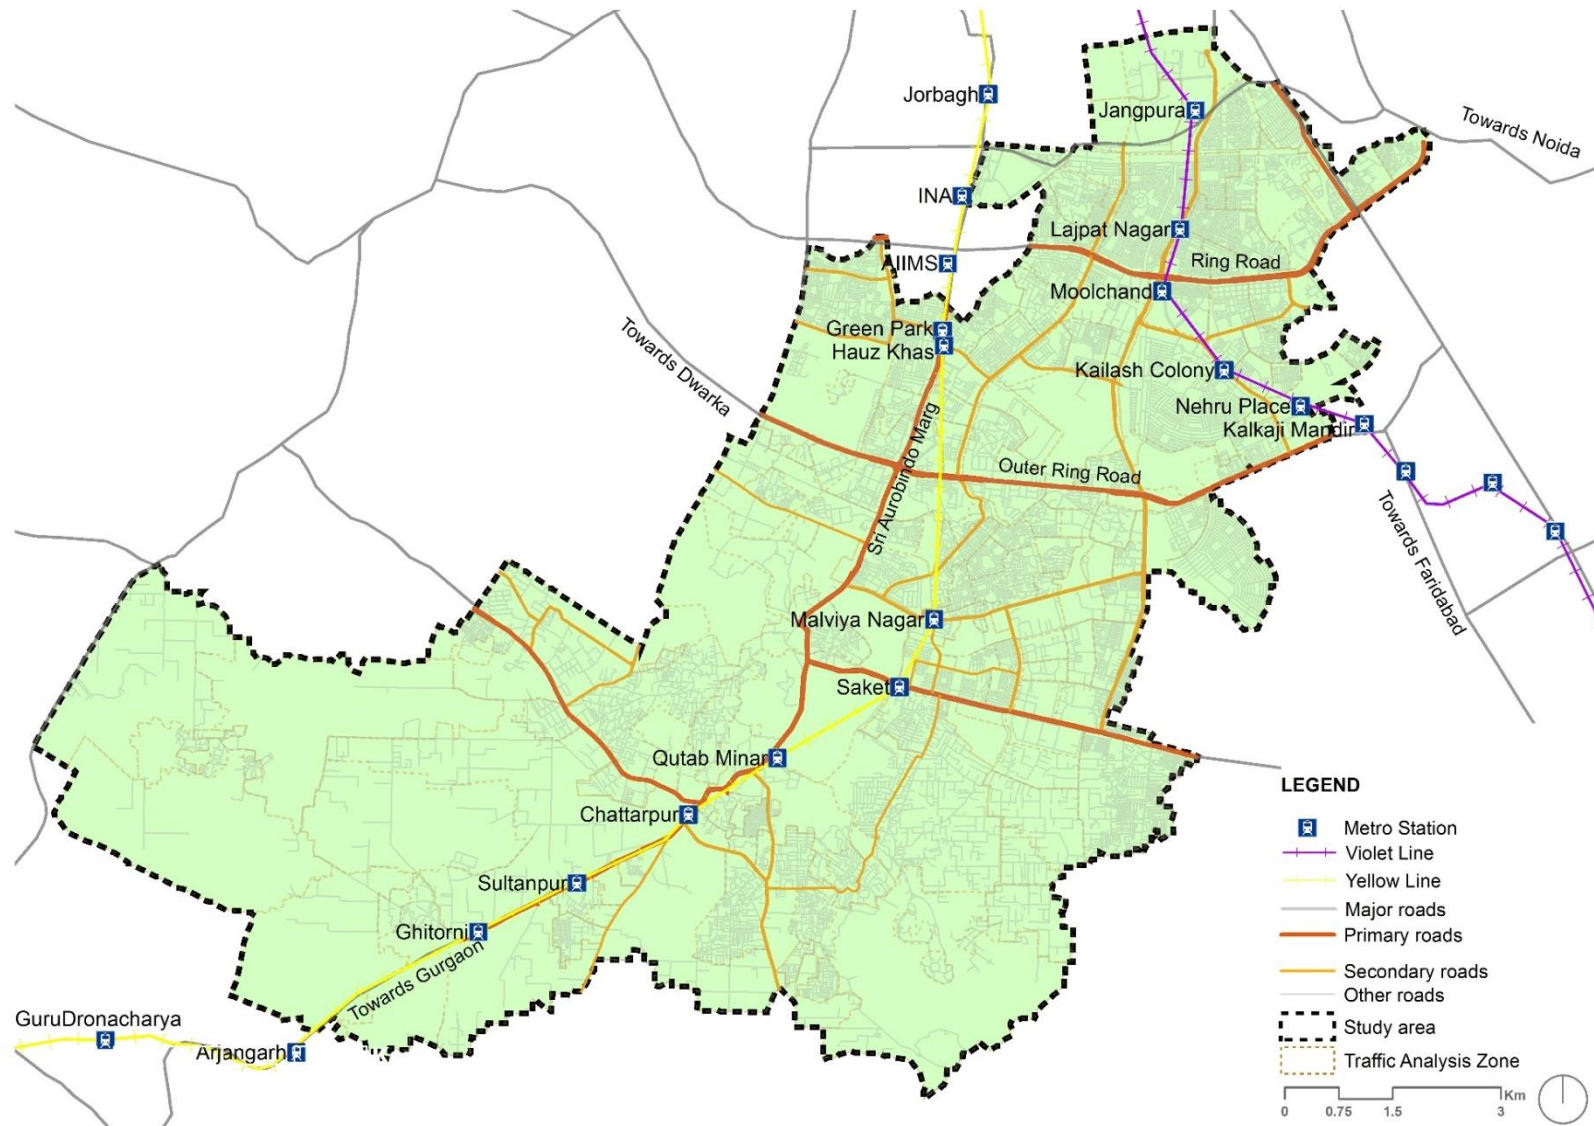 Jorbagh
Jangpura
Towards Noida
INA
Lajpat Nagar
AIIMS
Ring Road
Moolchand
Green Park
Hauz Khas
Towards Dwarka
Kailash Colony
Nehru Place
Kalkaji Mandir
Sri Aurobindo Marg
Outer Ring Road
Towards Faridabad
Malviya Nagar
Saket
Qutab Minar
Chattarpur
Sultanpur
Ghitorni
Towards Gurgaon
GuruDronacharya
Arjangarh
LEGEND
Metro Station
Violet Line
Yellow Line
Major roads
Primary roads
Secondary roads
Other roads
Study area
Traffic Analysis Zone
Km
0 0.75 1.5 3